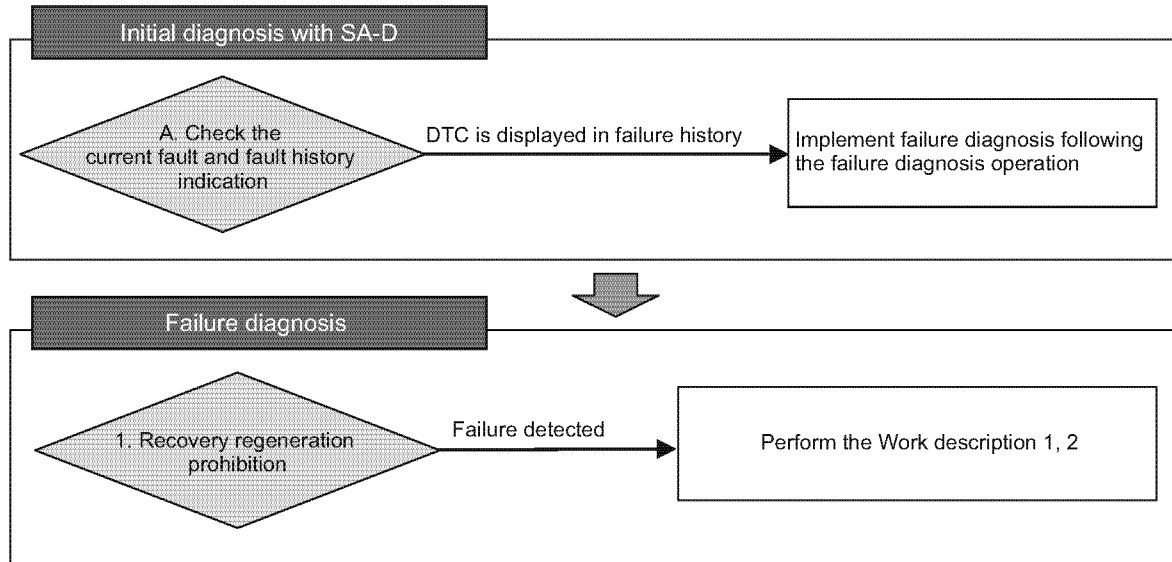 Initial diagnosis with SA-D
A. Check the
current fault and fault history
indication
DTC is displayed in failure history
Implement failure diagnosis following
the failure diagnosis operation
Failure diagnosis
1. Recovery regeneration
prohibition
Failure detected
Perform the Work description 1, 2